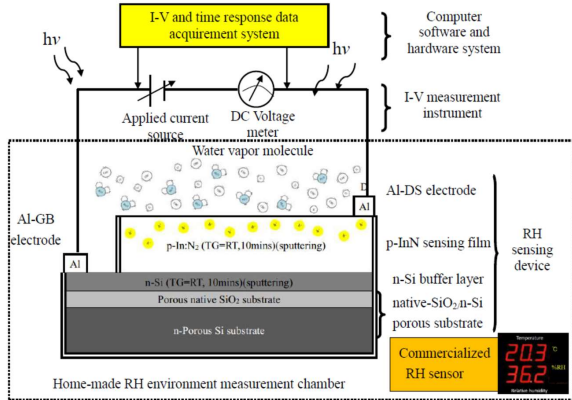 I-V and time response data
acquirement system
Computer
software and
hardware system
hv
hv
Applied current
source
DC Voltage
meter
I-V measurement
instrument
Water vapor molecule
Al-DS electrode
D
Al
Al-GB
electrode
Al
p-In:N₂ (TG=RT,10mins)(sputtering)
p-InN sensing film
RH
sensing
device
n-Si (TG=RT, 10mins)(sputtering)
n-Si buffer layer
Porous native SiO₂ substrate
native-SiO₂/n-Si
porous substrate
n-Porous Si substrate
Commercialized
RH sensor
Temperature
20.3 °C
36.2 %RH
Relative humidity
Home-made RH environment measurement chamber